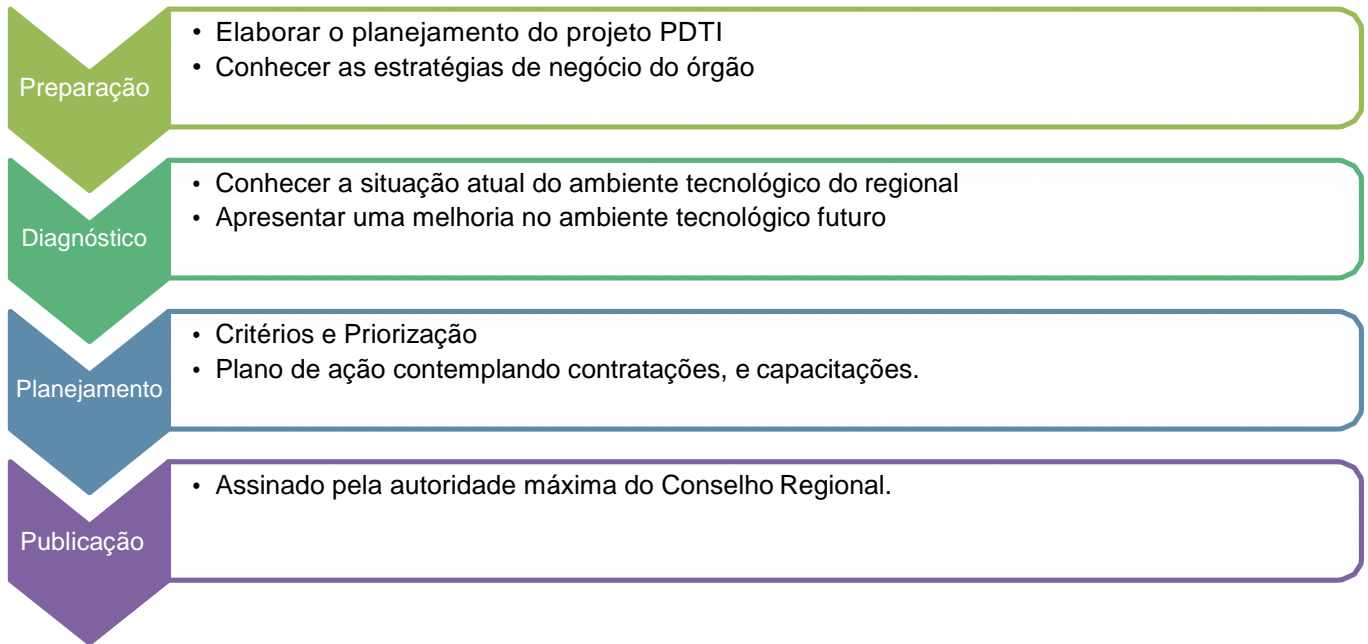 Preparação
• Elaborar o planejamento do projeto PDTI
• Conhecer as estratégias de negócio do órgão
Diagnóstico
• Conhecer a situação atual do ambiente tecnológico do regional
• Apresentar uma melhoria no ambiente tecnológico futuro
Planejamento
• Critérios e Priorização
• Plano de ação contemplando contratações, e capacitações.
Publicação
• Assinado pela autoridade máxima do Conselho Regional.